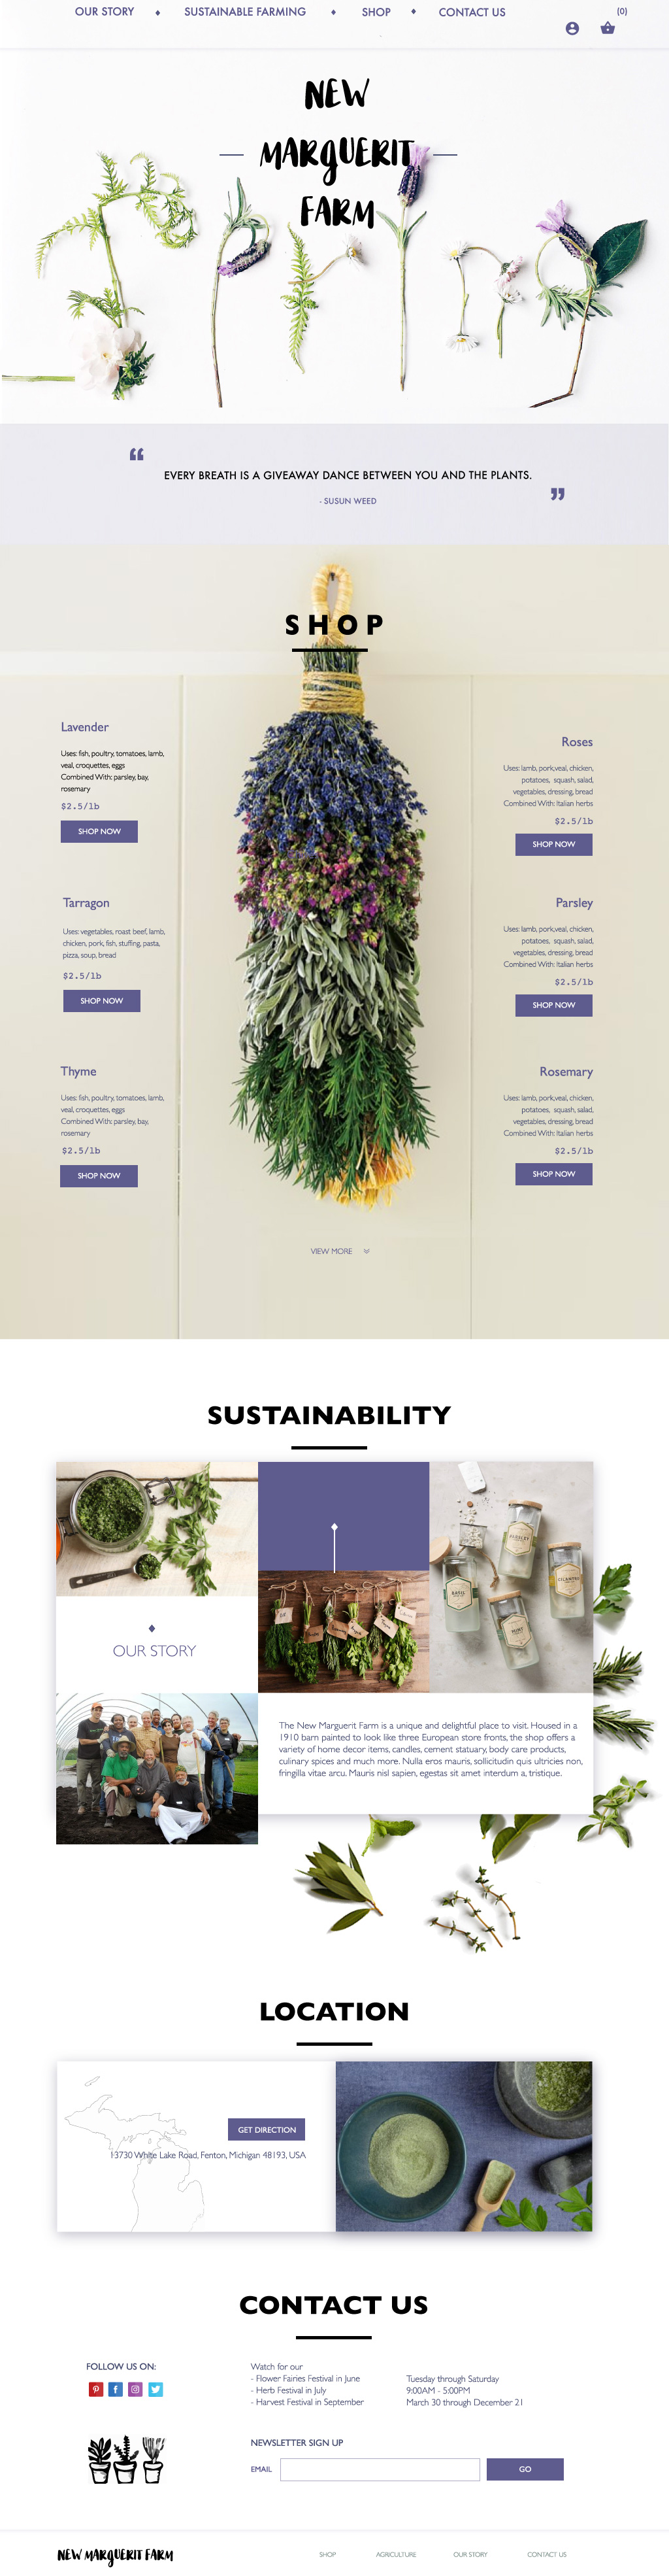 OUR STORY ♦ SUSTAINABLE FARMING ♦ SHOP ♦ CONTACT US
(0)
NEW
MARGUERIT
FARM
Spring
“
EVERY BREATH IS A GIVEAWAY DANCE BETWEEN YOU AND THE PLANTS.
”
- SUSUN WEED
SHOP
Lavender
Uses: fish, poultry, tomatoes, lamb,
veal, croquettes, eggs
Combined With: parsley, bay,
rosemary
$2.5/lb
SHOP NOW
Roses
Uses: lamb, pork,veal, chicken,
potatoes, squash, salad,
vegetables, dressing, bread
Combined With: Italian herbs
$2.5/lb
SHOP NOW
Tarragon
Uses: vegetables, roast beef, lamb,
chicken, pork, fish, stuffing, pasta,
pizza, soup, bread
$2.5/lb
SHOP NOW
Parsley
Uses: lamb, pork,veal, chicken,
potatoes, squash, salad,
vegetables, dressing, bread
Combined With: Italian herbs
$2.5/lb
SHOP NOW
Thyme
Uses: fish, poultry, tomatoes, lamb,
veal, croquettes, eggs
Combined With: parsley, bay,
rosemary
$2.5/lb
SHOP NOW
Rosemary
Uses: lamb, pork,veal, chicken,
potatoes, squash, salad,
vegetables, dressing, bread
Combined With: Italian herbs
$2.5/lb
SHOP NOW
VIEW MORE
SUSTAINABILITY
PARSLEY
BASIL
CILANTRO
MINT
OUR STORY
The New Marguerit Farm is a unique and delightful place to visit. Housed in a
1910 barn painted to look like three European store fronts, the shop offers a
variety of home decor items, candles, cement statuary, body care products,
culinary spices and much more. Nulla eros mauris, sollicitudin quis ultricies non,
fringilla vitae arcu. Mauris nisl sapien, egestas sit amet interdum a, tristique.
LOCATION
GET DIRECTION
13730 White Lake Road, Fenton, Michigan 48193, USA
CONTACT US
FOLLOW US ON:
Watch for our
- Flower Fairies Festival in June
- Herb Festival in July
- Harvest Festival in September
Tuesday through Saturday
9:00AM - 5:00PM
March 30 through December 21
NEWSLETTER SIGN UP
EMAIL
GO
NEW MARGUERIT FARM
SHOP AGRICULTURE OUR STORY CONTACT US